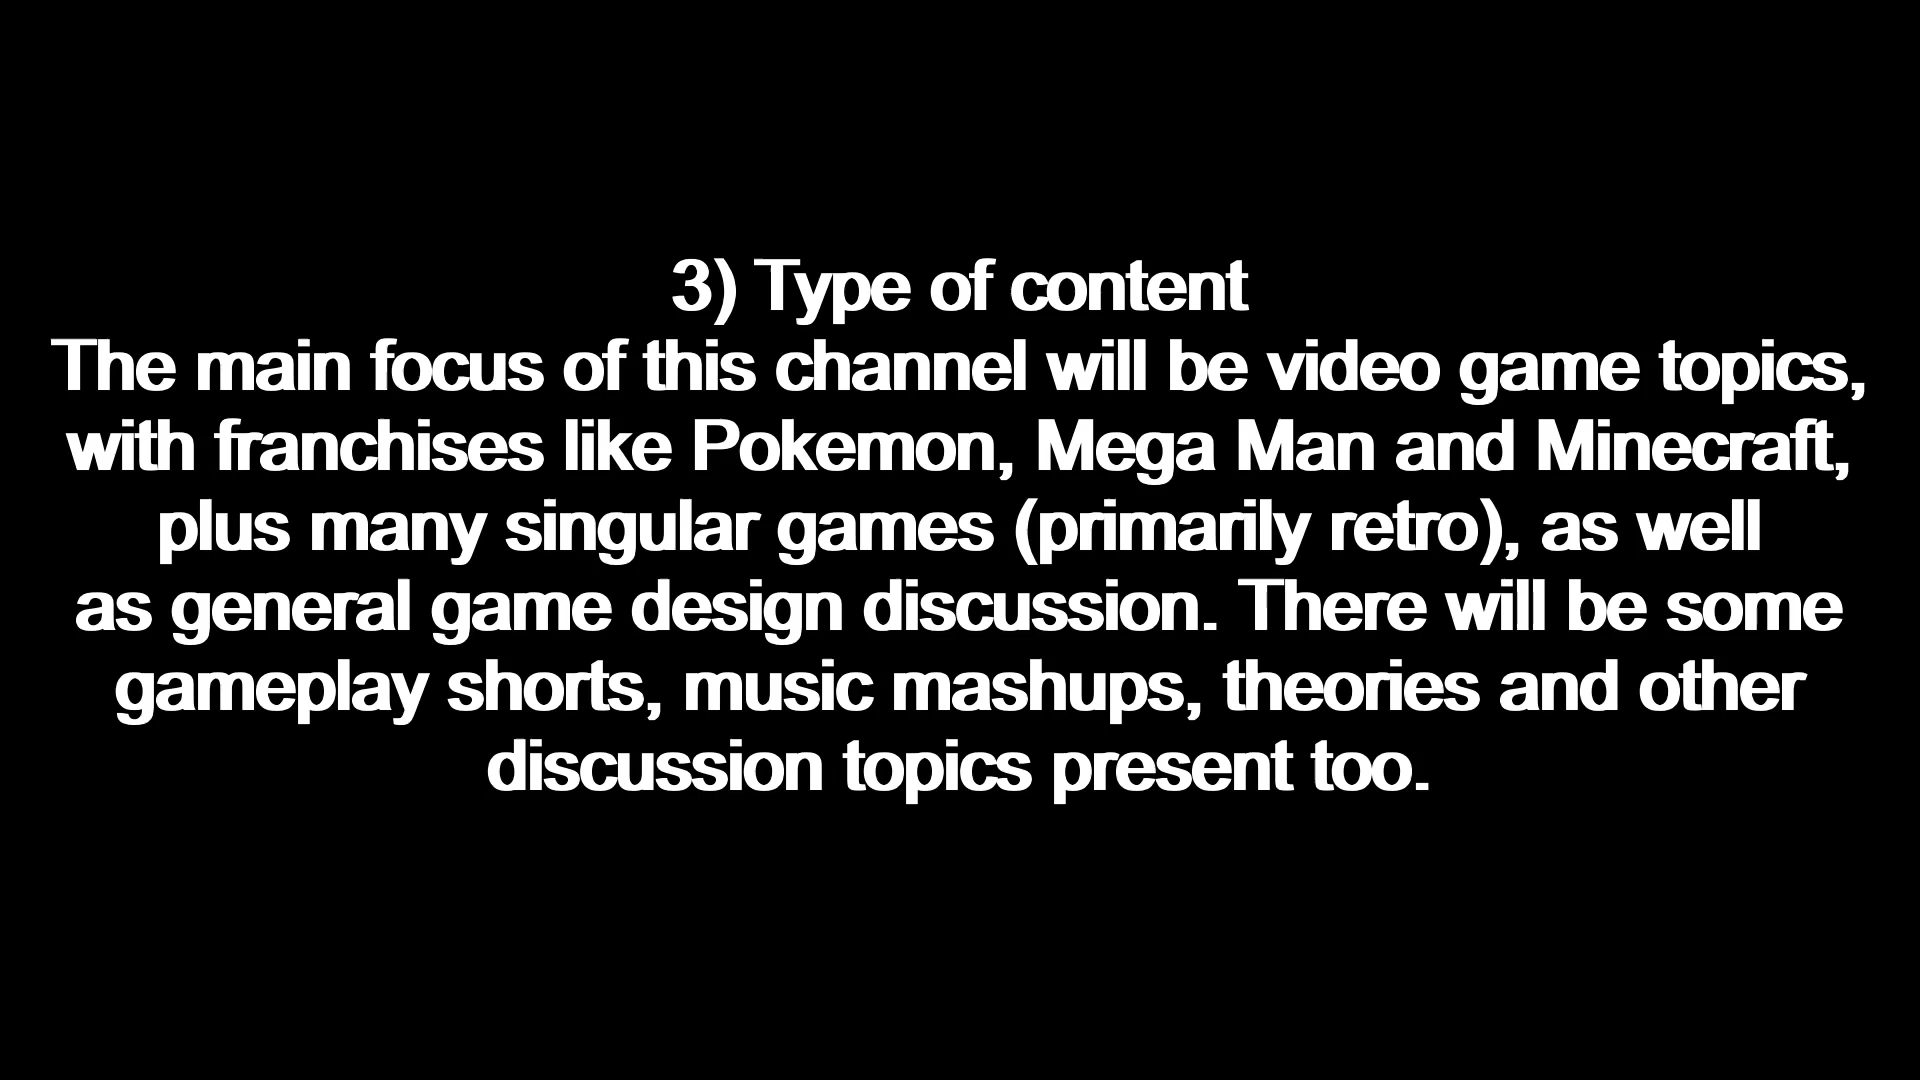 3) Type of content
The main focus of this channel will be video game topics,
with franchises like Pokemon, Mega Man and Minecraft,
plus many singular games (primarily retro), as well
as general game design discussion. There will be some
gameplay shorts, music mashups, theories and other
discussion topics present too.